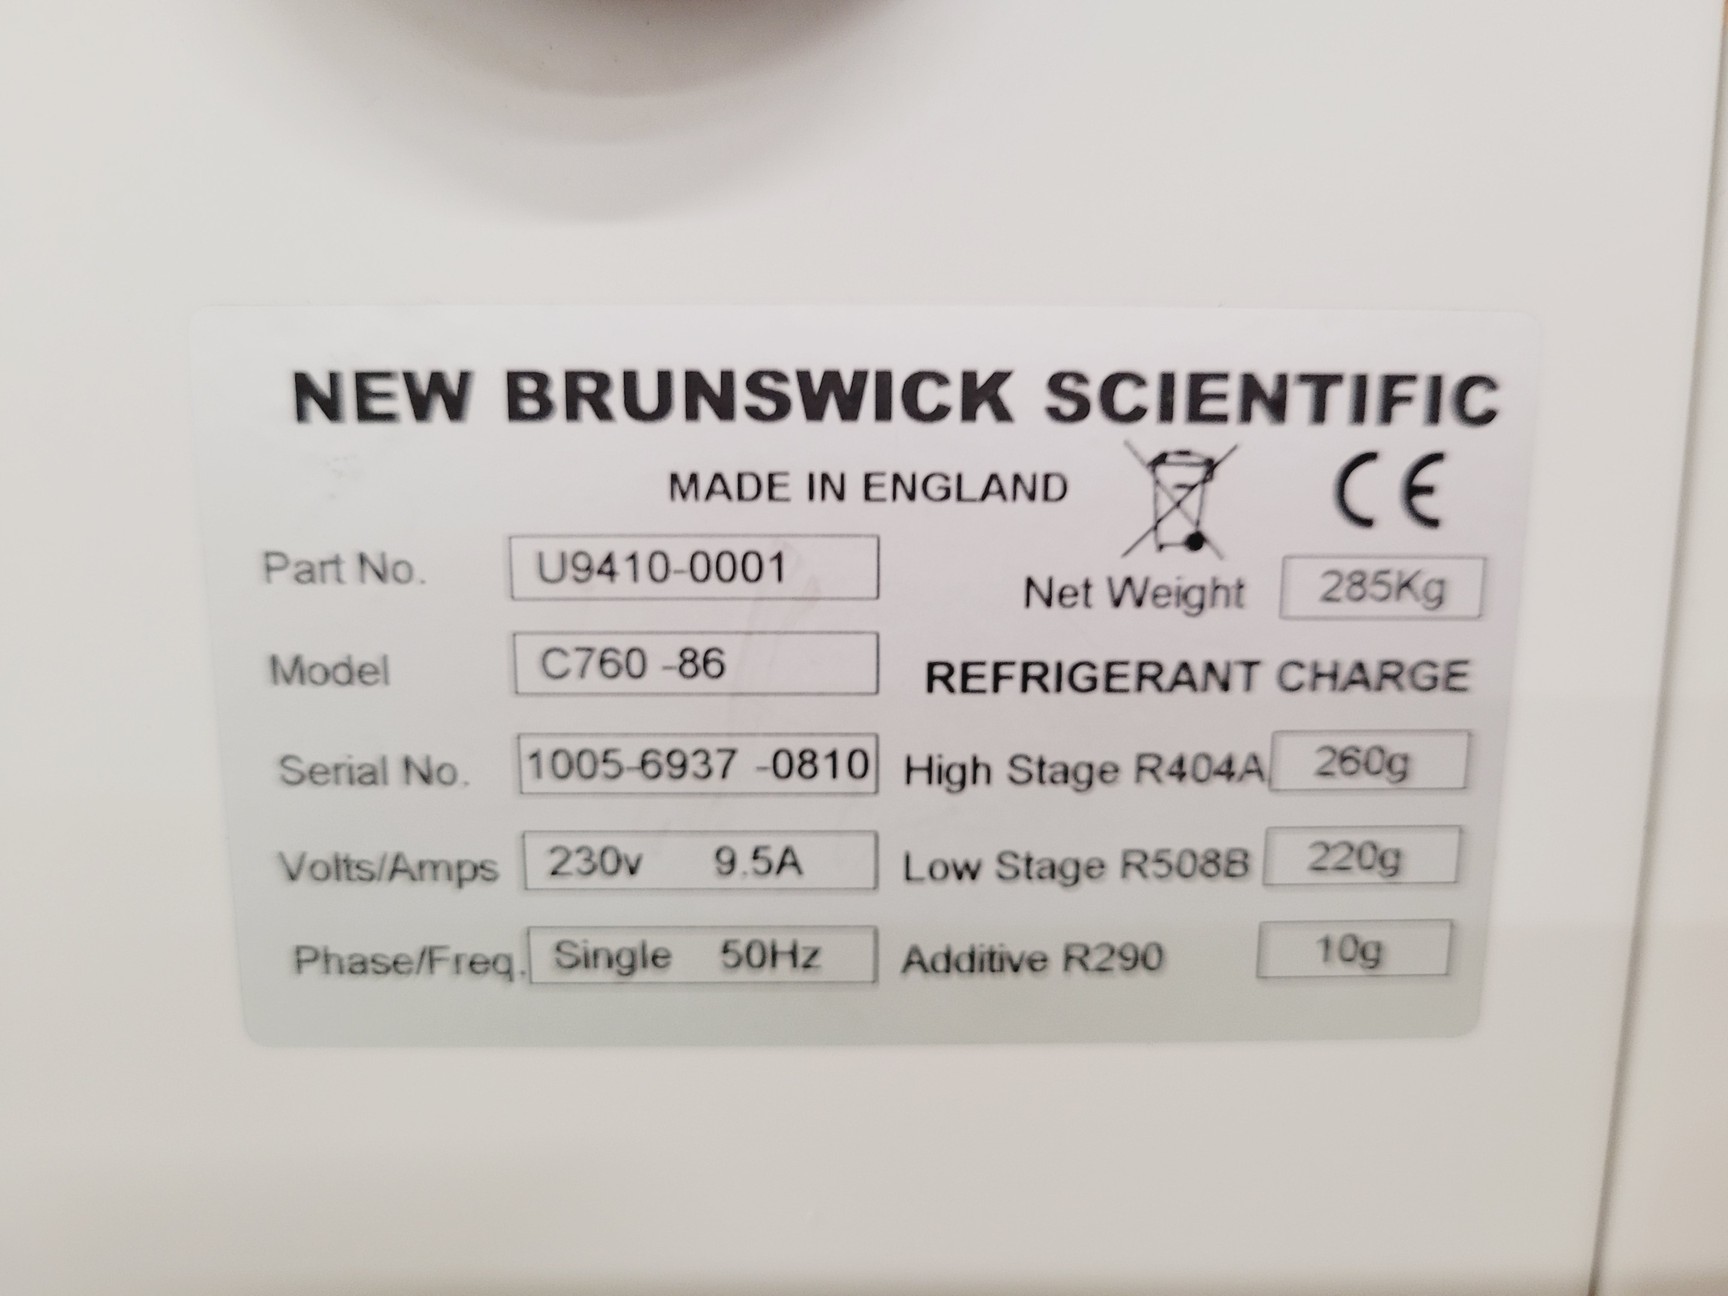 NEW BRUNSWICK SCIENTIFIC
MADE IN ENGLAND CE
Part No. U9410-0001 Net Weight 285Kg
Model C760 -86 REFRIGERANT CHARGE
Serial No. 1005-6937 -0810 High Stage R404A 260g
Volts/Amps 230v 9.5A Low Stage R508B 220g
Phase/Freq. Single 50Hz Additive R290 10g